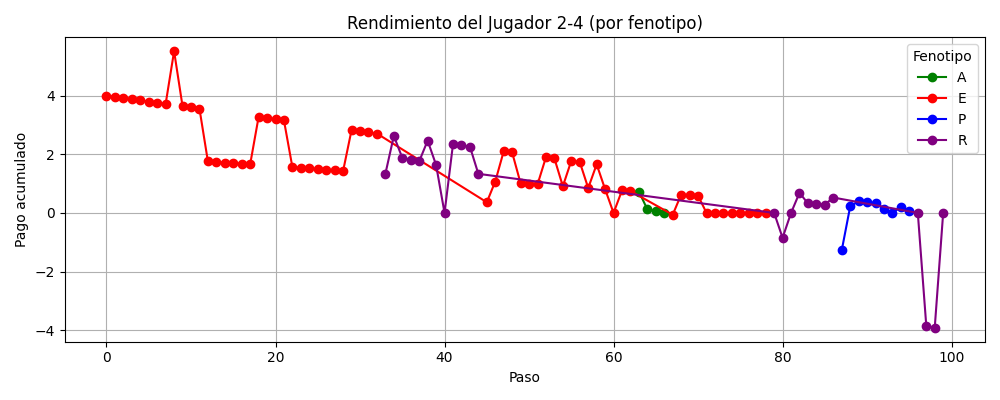 Rendimiento del Jugador 2-4 (por fenotipo)
Pago acumulado
4
2
0
−2
−4
Fenotipo
A
E
P
R
0
20
40
60
80
100
Paso